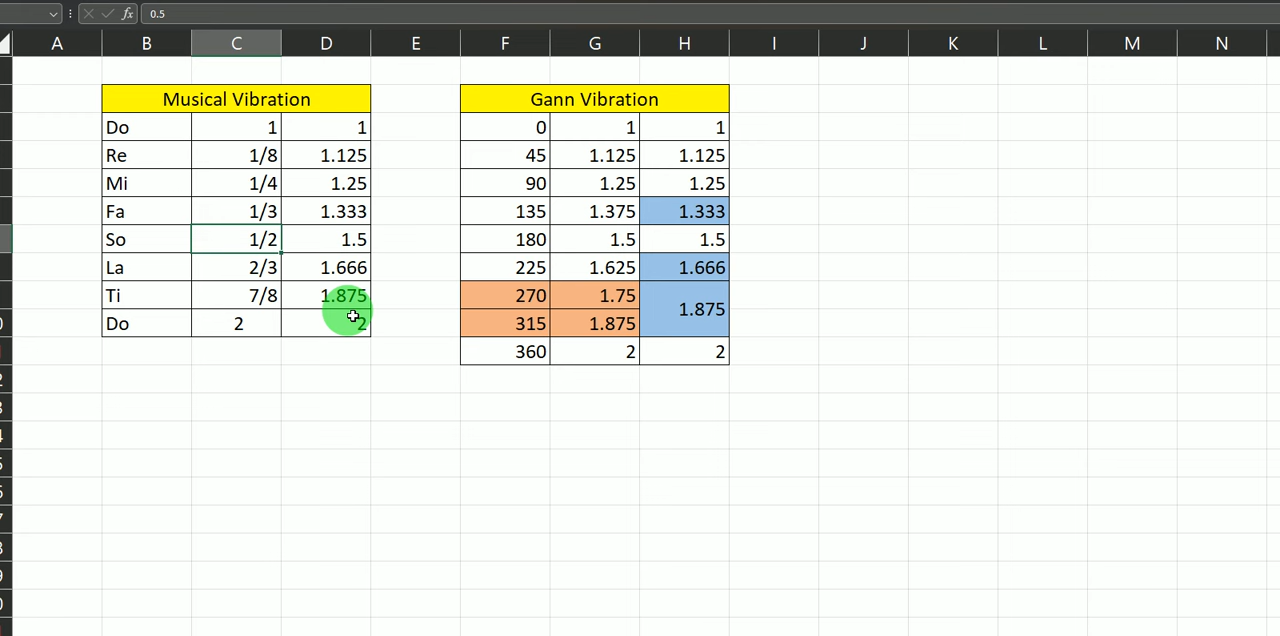 fx 0.5
A B C D E F G H I J K L M N
Musical Vibration Gann Vibration
Do 1 1 0 1 1
Re 1/8 1.125 45 1.125 1.125
Mi 1/4 1.25 90 1.25 1.25
Fa 1/3 1.333 135 1.375 1.333
So 1/2 1.5 180 1.5 1.5
La 2/3 1.666 225 1.625 1.666
Ti 7/8 1.875 270 1.75 1.875
Do 2 2 315 1.875
360 2 2